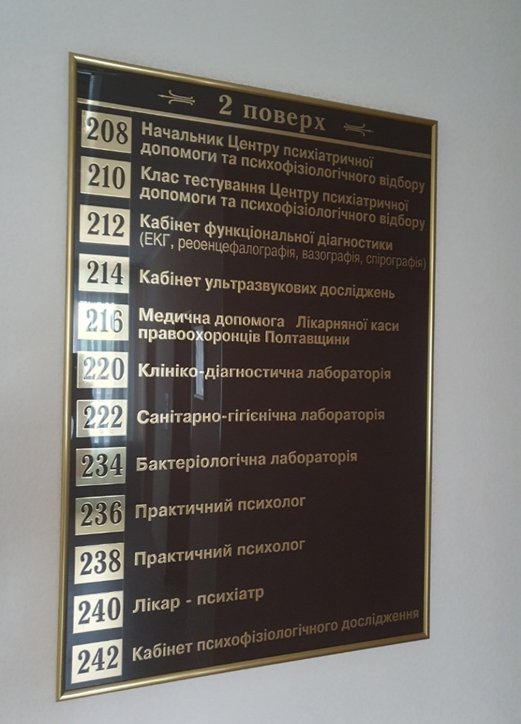 2 поверх
208 Начальник Центру психіатричної
допомоги та психофізіологічного відбору
210 Клас тестування Центру психіатричної
допомоги та психофізіологічного відбору
212 Кабінет функціональної діагностики
(ЕКГ, реоенцефалографія, вазографія, спірографія)
214 Кабінет ультразвукових досліджень
216 Медична допомога Лікарняної каси
правоохоронців Полтавщини
220 Клініко-діагностична лабораторія
222 Санітарно-гігієнічна лабораторія
234 Бактеріологічна лабораторія
236 Практичний психолог
238 Практичний психолог
240 Лікар - психіатр
242 Кабінет психофізіологічного дослідження